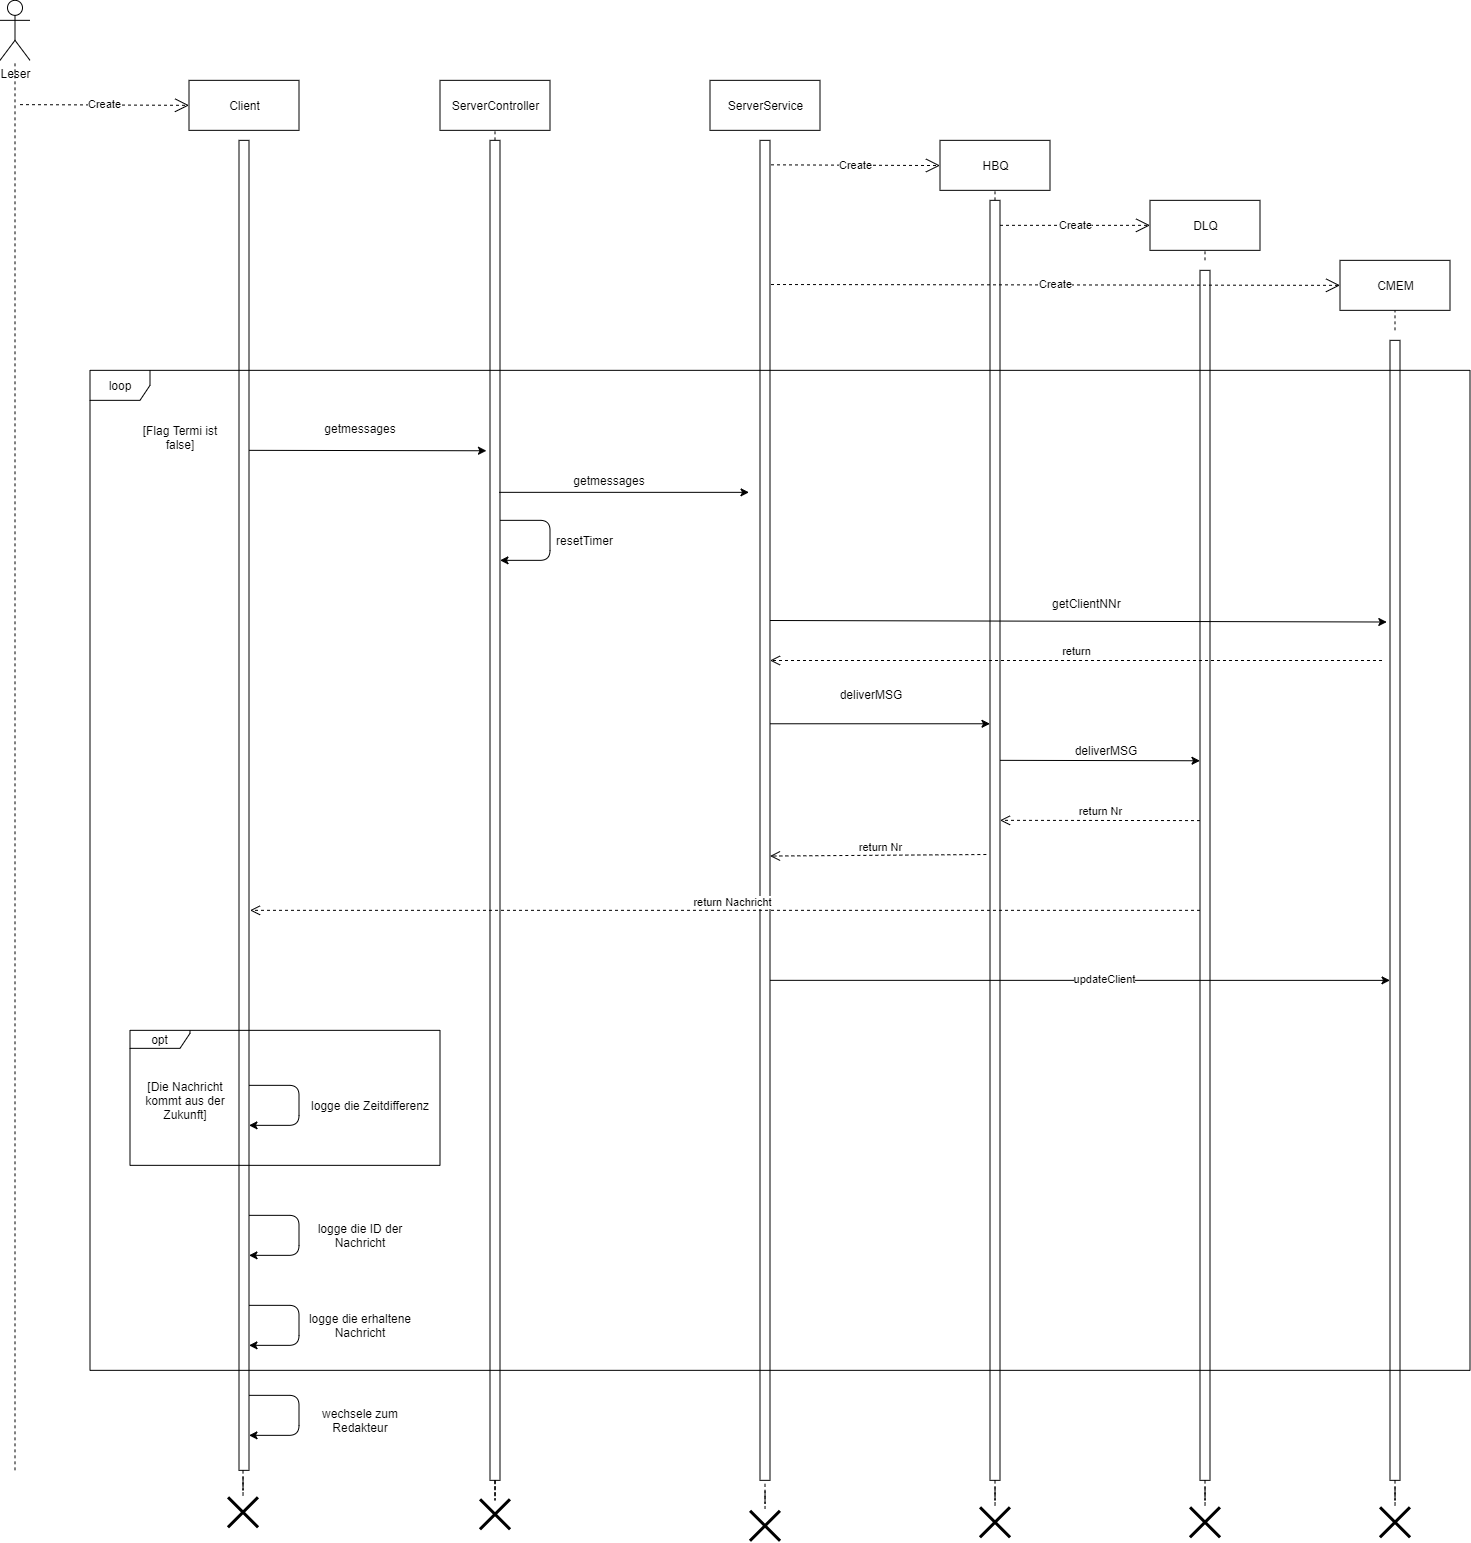 Leser
Create
Client
ServerController
ServerService
Create
HBQ
Create
DLQ
Create
CMEM
loop
[Flag Termi ist
false]
getmessages
getmessages
resetTimer
getClientNNr
return
deliverMSG
deliverMSG
return Nr
return Nr
return Nachricht
updateClient
opt
[Die Nachricht
kommt aus der
Zukunft]
logge die Zeitdifferenz
logge die ID der
Nachricht
logge die erhaltene
Nachricht
wechsele zum
Redakteur